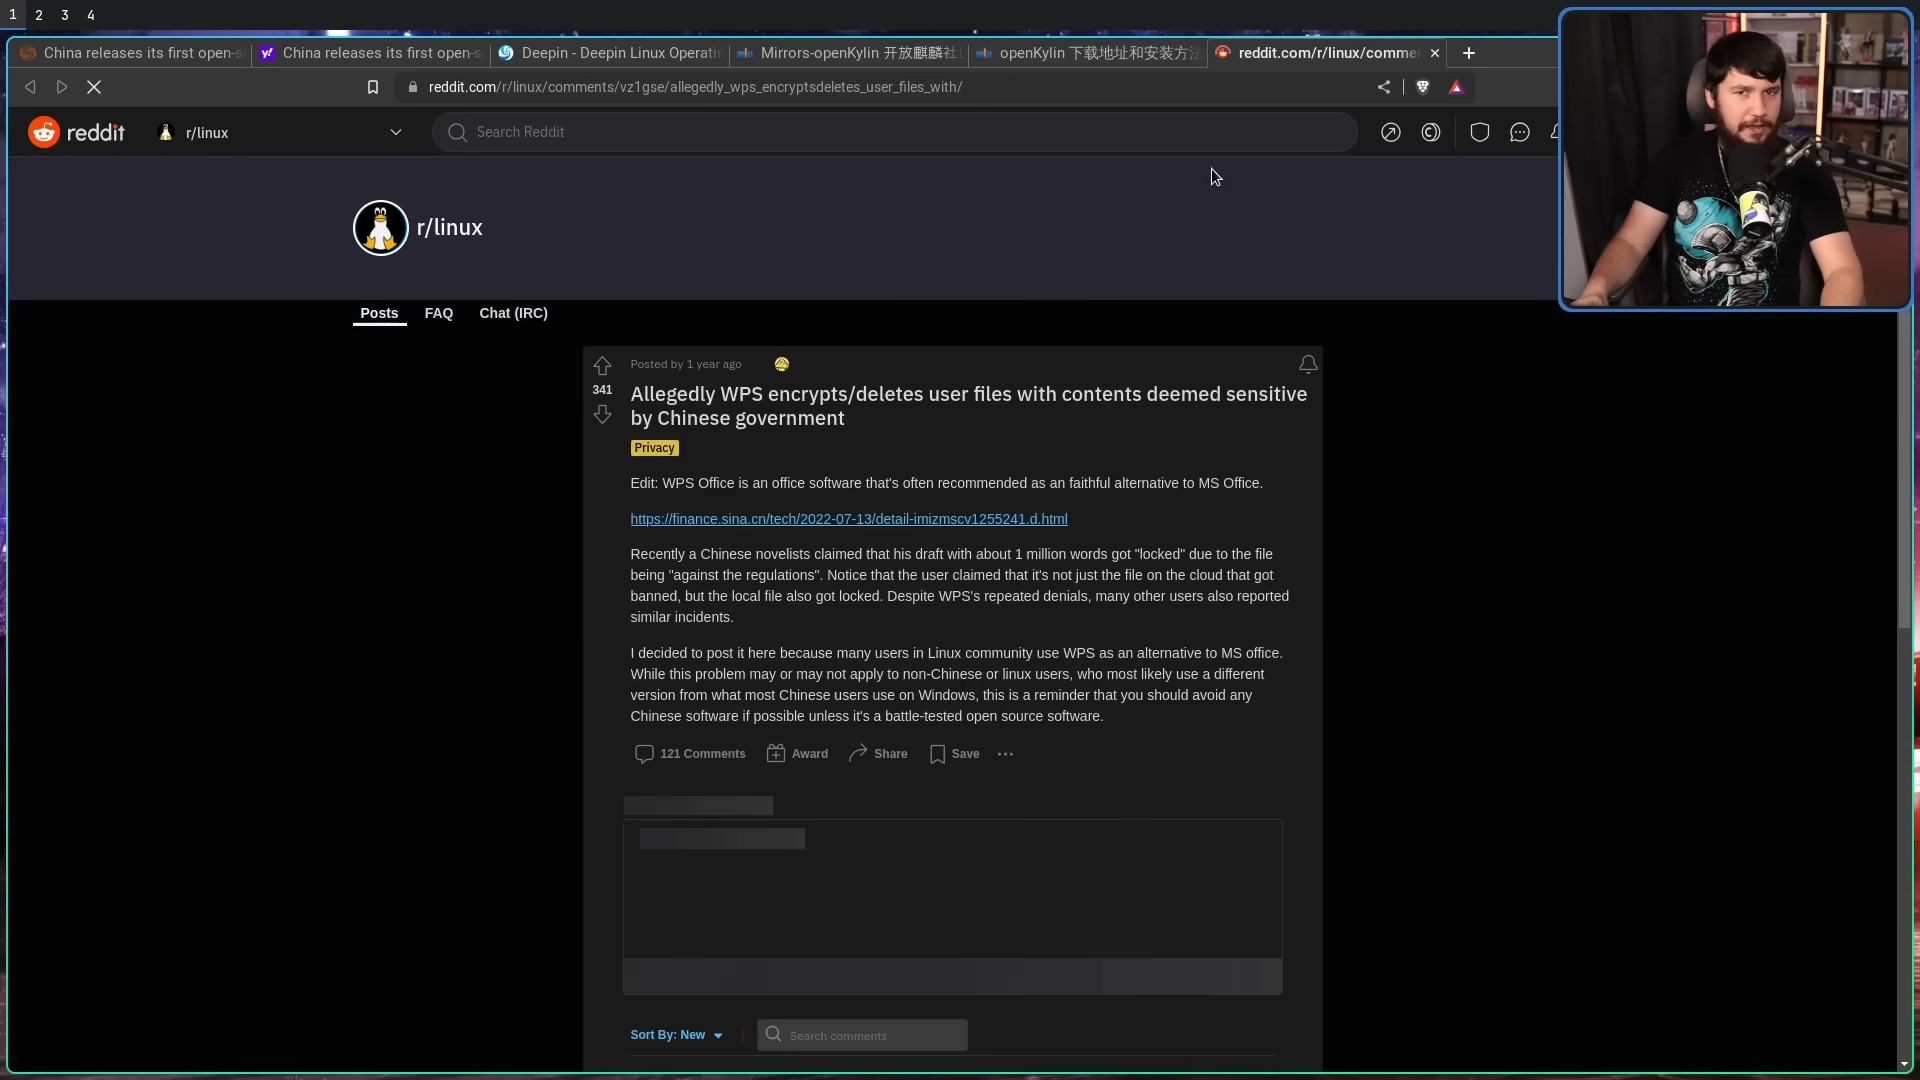 1 2 3 4
China releases its first open-s
China releases its first open-s
Deepin - Deepin Linux Operatin
Mirrors-openKylin 开放麒麟社
openKylin 下载地址和安装方法
reddit.com/r/linux/comme
reddit.com/r/linux/comments/vz1gse/allegedly_wps_encryptsdeletes_user_files_with/
reddit
r/linux
Search Reddit
r/linux
Posts FAQ Chat (IRC)
Posted by 1 year ago
341
Allegedly WPS encrypts/deletes user files with contents deemed sensitive
by Chinese government
Privacy
Edit: WPS Office is an office software that's often recommended as an faithful alternative to MS Office.
https://finance.sina.cn/tech/2022-07-13/detail-imizmscv1255241.d.html
Recently a Chinese novelists claimed that his draft with about 1 million words got "locked" due to the file
being "against the regulations". Notice that the user claimed that it's not just the file on the cloud that got
banned, but the local file also got locked. Despite WPS's repeated denials, many other users also reported
similar incidents.
I decided to post it here because many users in Linux community use WPS as an alternative to MS office.
While this problem may or may not apply to non-Chinese or linux users, who most likely use a different
version from what most Chinese users use on Windows, this is a reminder that you should avoid any
Chinese software if possible unless it's a battle-tested open source software.
121 Comments Award Share Save
Sort By: New
Search comments